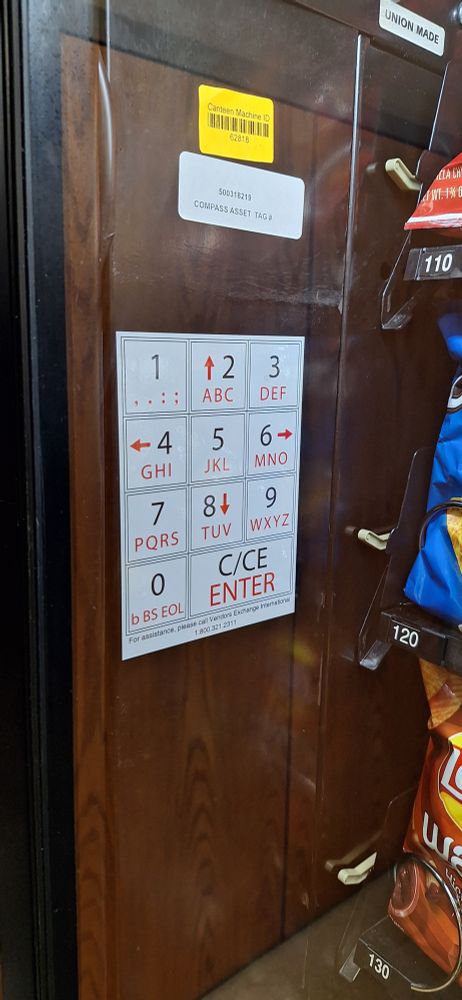 UNION MADE
Canteen Machine ID
62818
500318219
COMPASS ASSET TAG #
110
1 2 3
, . : ; ABC DEF
4 5 6
GHI JKL MNO
7 8 9
PQRS TUV WXYZ
0 C/CE
b BS EOL ENTER
For assistance, please call Vendors Exchange International
1.800.321.2311
120
130